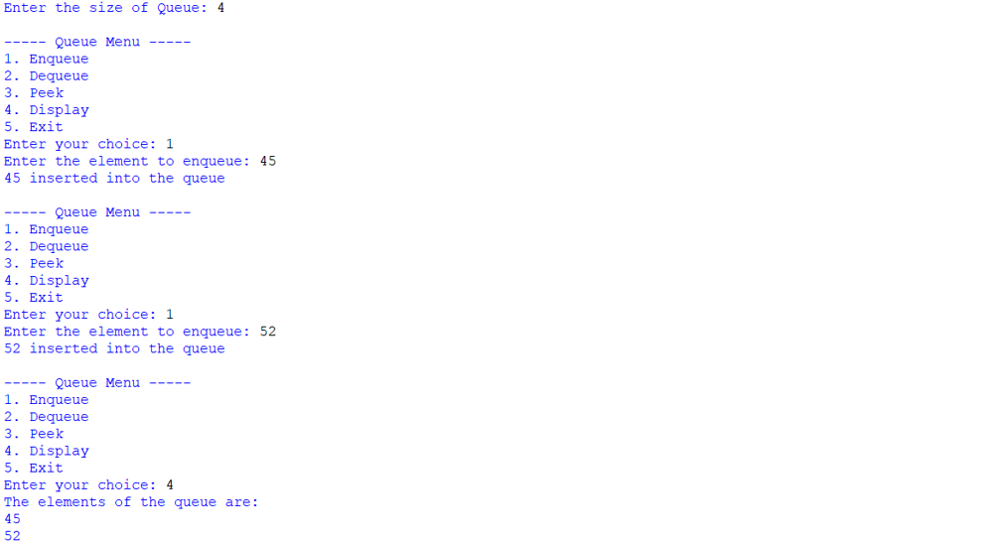 Enter the size of Queue: 4
----- Queue Menu -----
1. Enqueue
2. Dequeue
3. Peek
4. Display
5. Exit
Enter your choice: 1
Enter the element to enqueue: 45
45 inserted into the queue
----- Queue Menu -----
1. Enqueue
2. Dequeue
3. Peek
4. Display
5. Exit
Enter your choice: 1
Enter the element to enqueue: 52
52 inserted into the queue
----- Queue Menu -----
1. Enqueue
2. Dequeue
3. Peek
4. Display
5. Exit
Enter your choice: 4
The elements of the queue are:
45
52